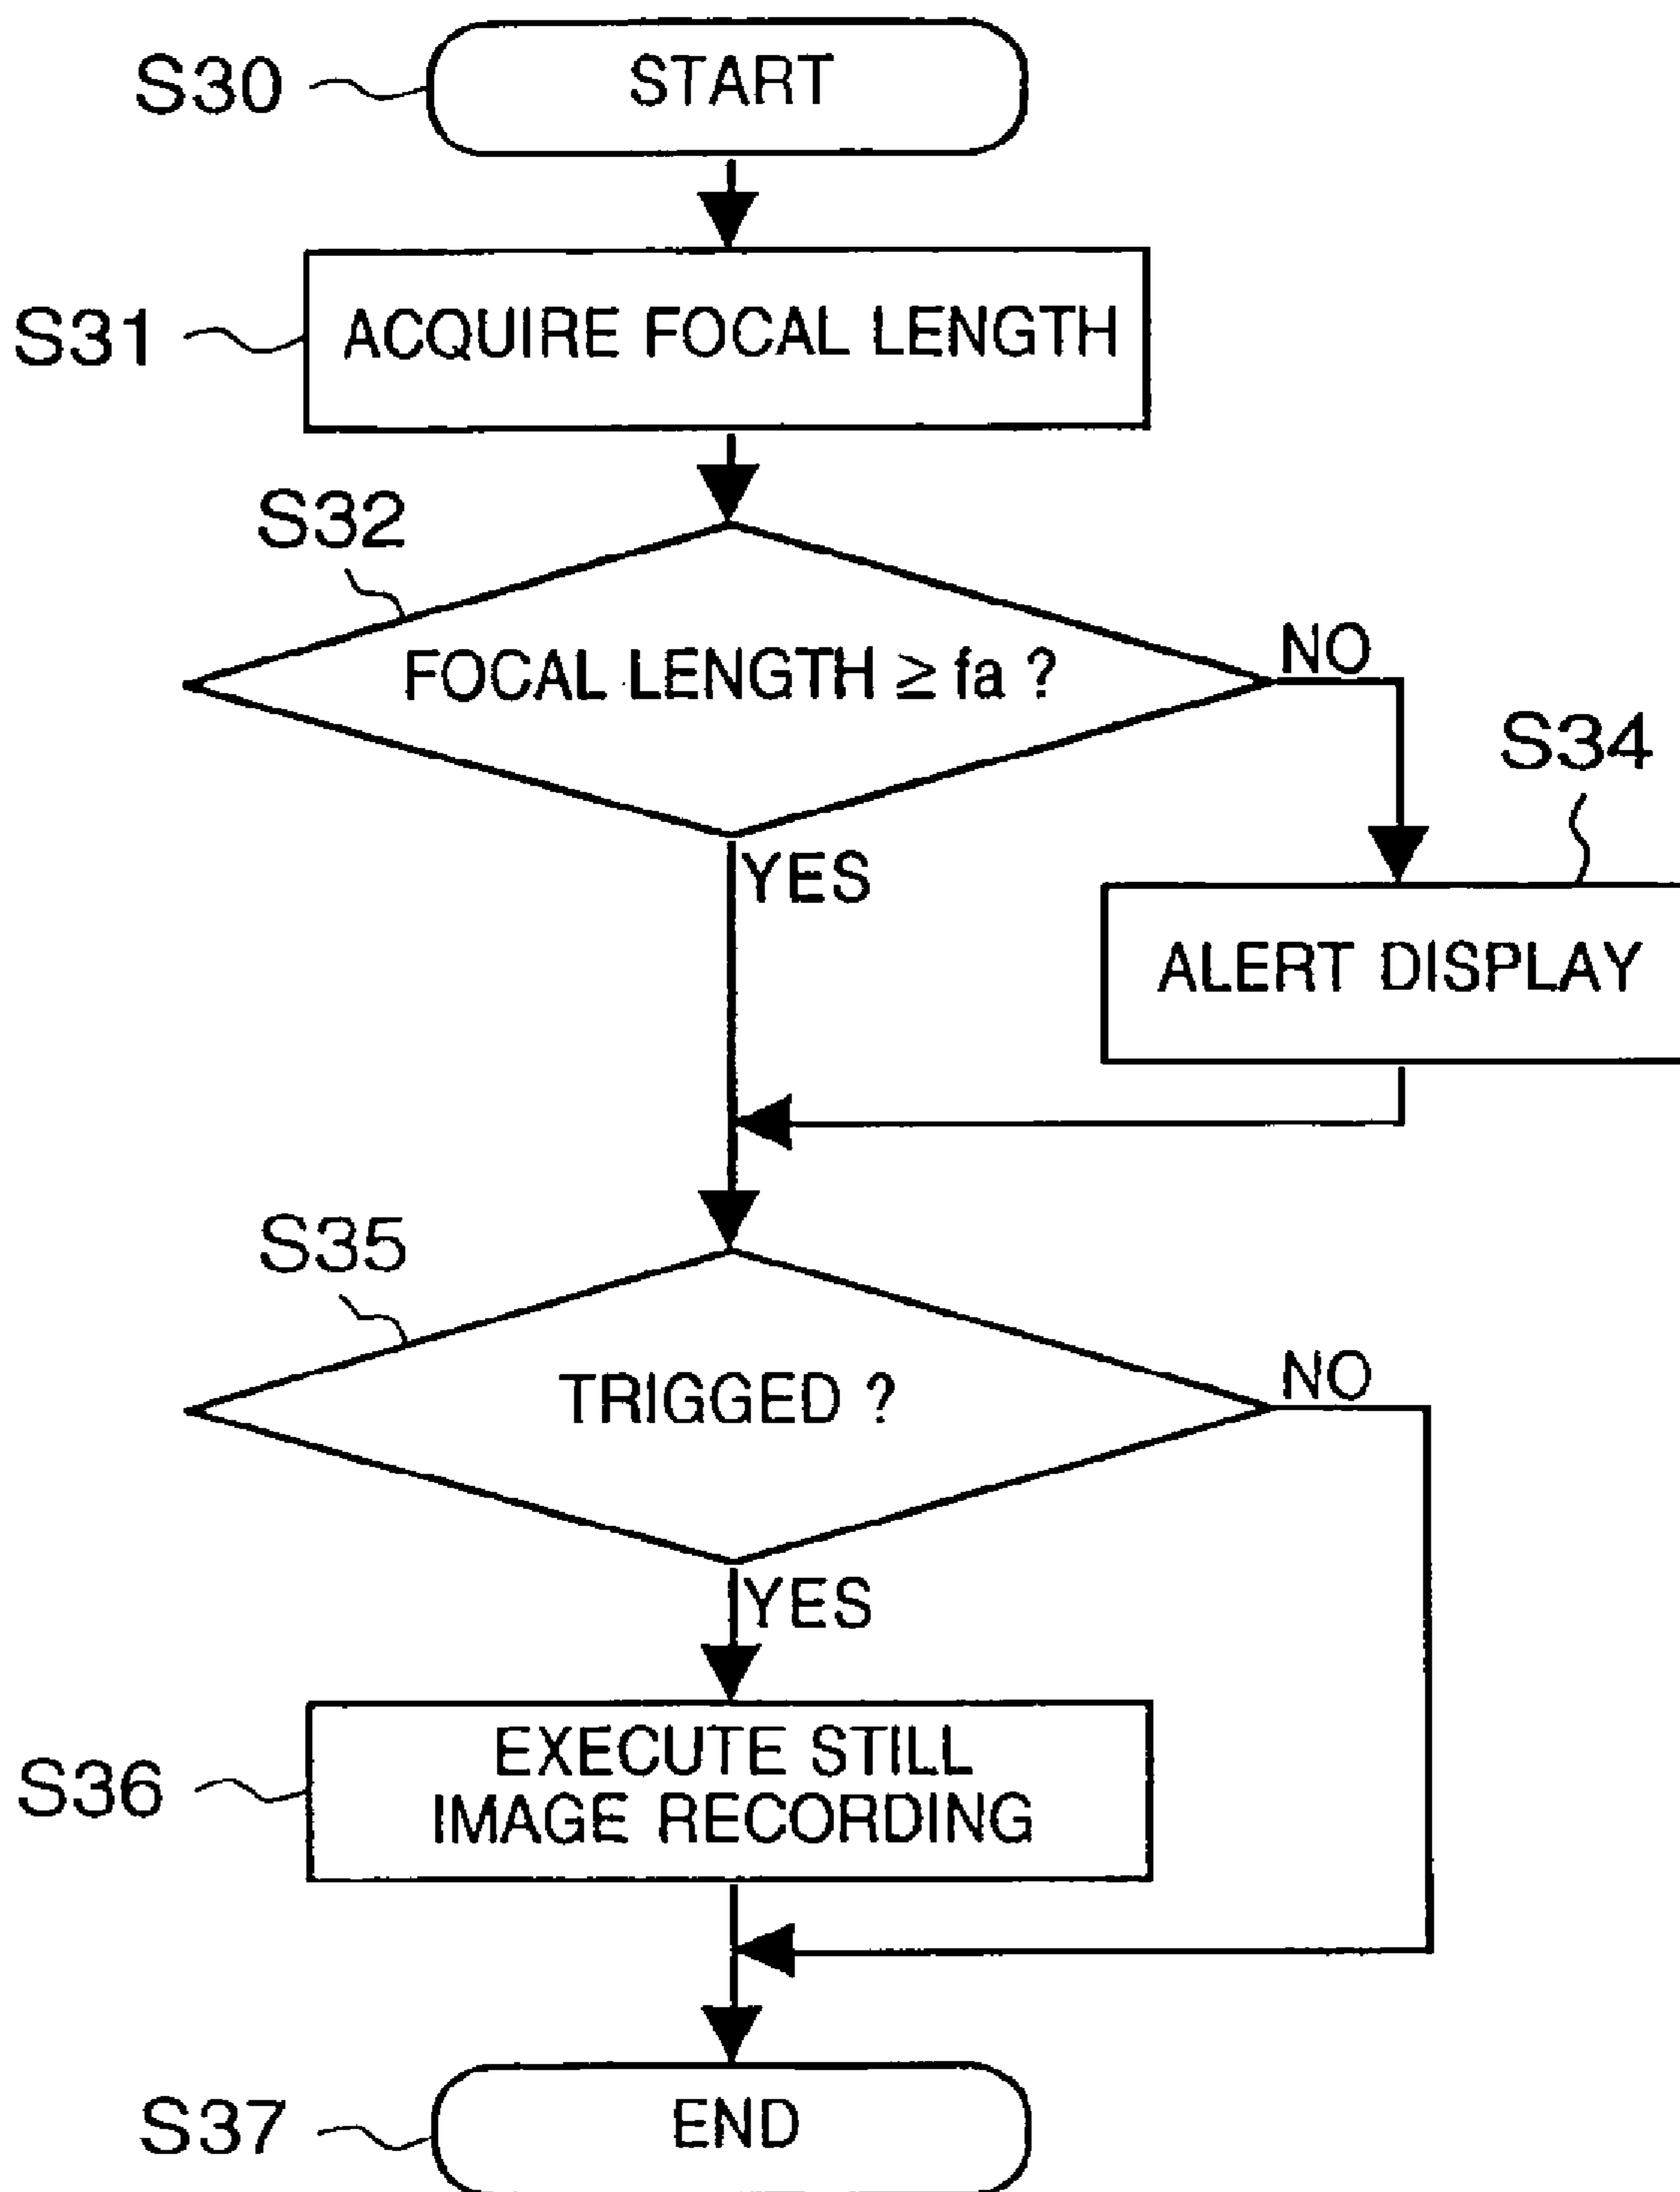 S30
START
S31
ACQUIRE FOCAL LENGTH
S32
FOCAL LENGTH ≥ fa ?
NO
YES
S34
ALERT DISPLAY
S35
TRIGGED ?
NO
YES
S36
EXECUTE STILL
IMAGE RECORDING
S37
END